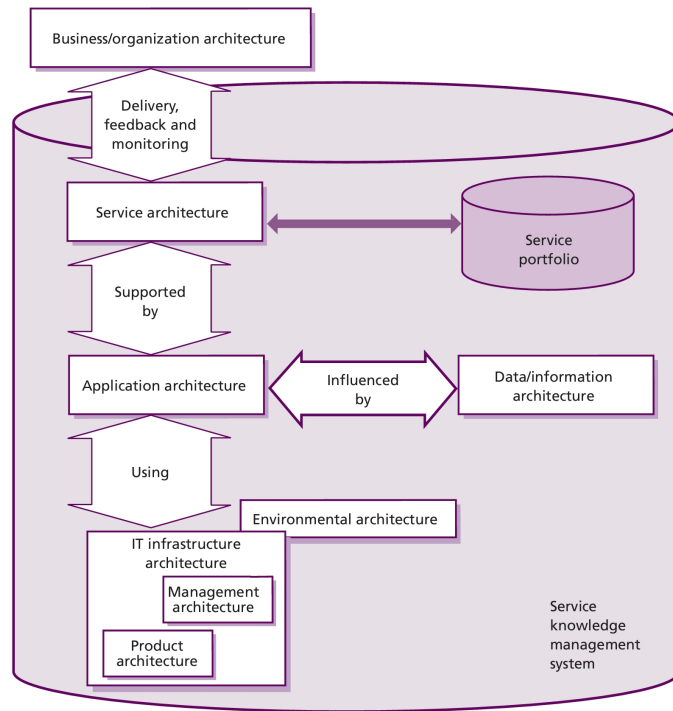 Business/organization architecture
Delivery,
feedback and
monitoring
Service architecture
Service
portfolio
Supported
by
Application architecture
Influenced
by
Data/information
architecture
Using
Environmental architecture
IT infrastructure
architecture
Management
architecture
Product
architecture
Service
knowledge
management
system